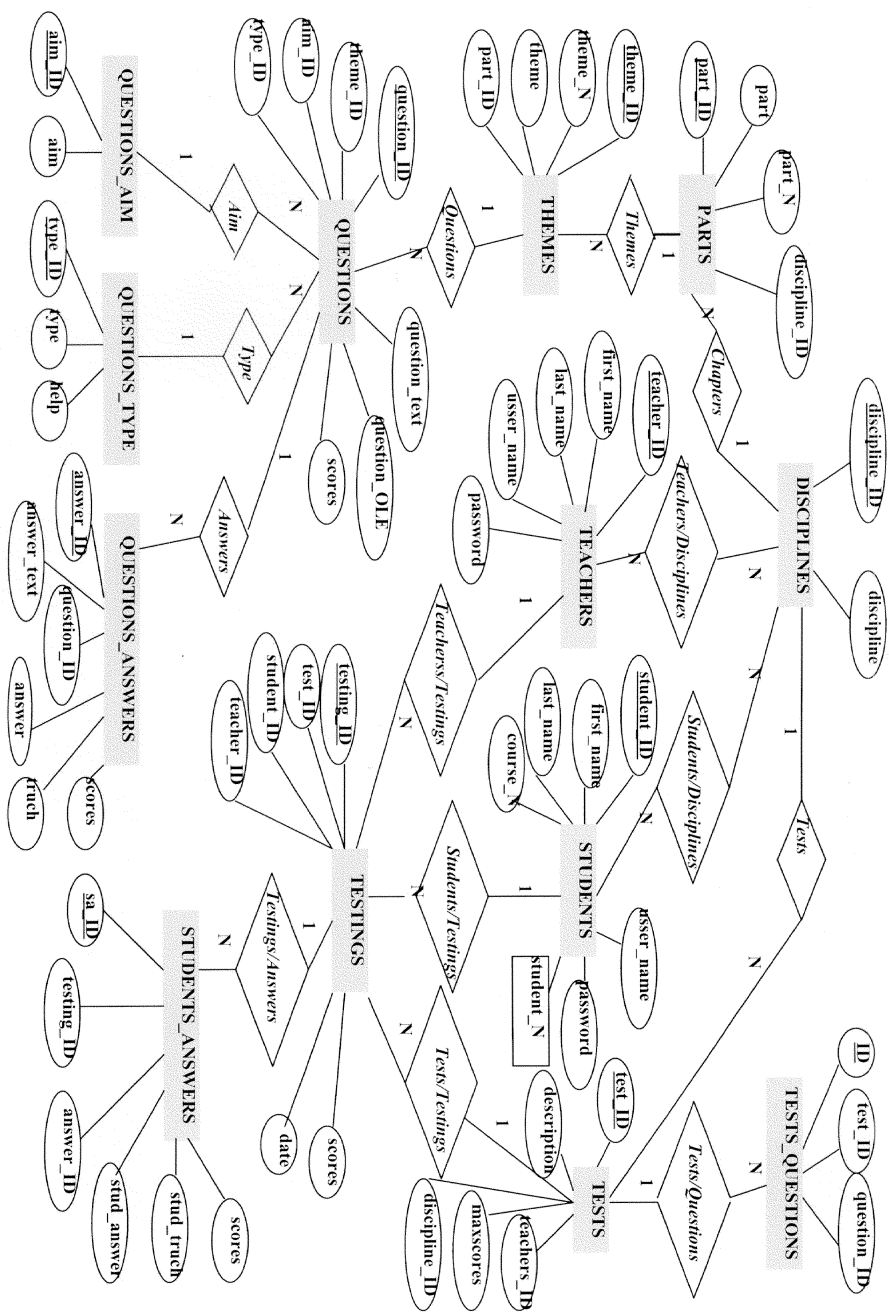 discipline_ID
discipline
DISCIPLINES
ID
test_ID
question_ID
TESTS_QUESTIONS
part
part_N
part_ID
discipline_ID
PARTS
N
Chapters
1
N
Teachers/Disciplines
N
N
Students/Disciplines
N
1
Tests
N
N
Tests/Questions
1
1
Themes
N
theme_ID
theme_N
theme
part_ID
THEMES
teacher_ID
first_name
last_name
usser_name
password
TEACHERS
student_ID
first_name
last_name
course_N
STUDENTS
usser_name
password
student_N
test_ID
description
TESTS
teachers_ID
maxscores
discipline_ID
1
Questions
N
1
Teacherss/Testings
N
1
Students/Testings
N
1
Tests/Testings
N
question_ID
theme_ID
aim_ID
type_ID
QUESTIONS
question_text
question_OLE
scores
testing_ID
test_ID
student_ID
teacher_ID
TESTINGS
scores
date
N
Aim
1
N
Type
1
1
Answers
N
1
Testings/Answers
N
QUESTIONS_AIM
aim_ID
aim
QUESTIONS_TYPE
type_ID
type
help
QUESTIONS_ANSWERS
answer_ID
answer_text
question_ID
answer
truch
scores
STUDENTS_ANSWERS
sa_ID
testing_ID
answer_ID
stud_answer
stud_truch
scores